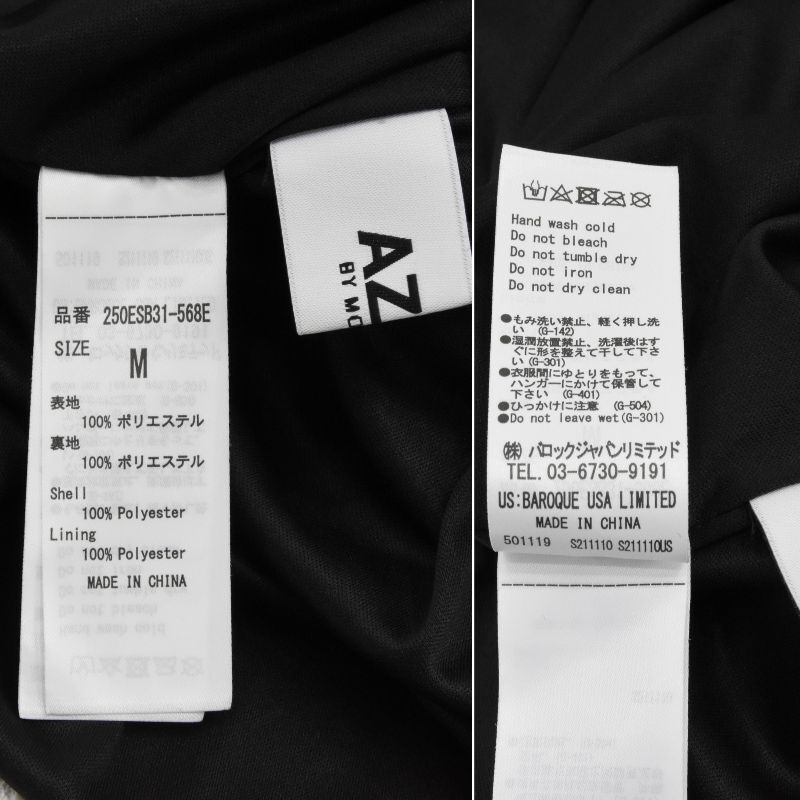 品番 250ESB31-568E
SIZE M
表地
100% ポリエステル
裏地
100% ポリエステル
Shell
100% Polyester
Lining
100% Polyester
MADE IN CHINA
AZ
BY MO
Hand wash cold
Do not bleach
Do not tumble dry
Do not iron
Do not dry clean
●もみ洗い禁止、軽く押し洗
い (G-142)
●湿潤放置禁止、洗濯後はす
ぐに形を整えて干して下さ
い(G-301)
●衣服間にゆとりをもって、
ハンガーにかけて保管して
下さい (G-401)
●ひっかけに注意 (G-504)
●Do not leave wet(G-301)
㈱ バロックジャパンリミテッド
TEL. 03-6730-9191
US:BAROQUE USA LIMITED
MADE IN CHINA
501119 S211110 S211110US